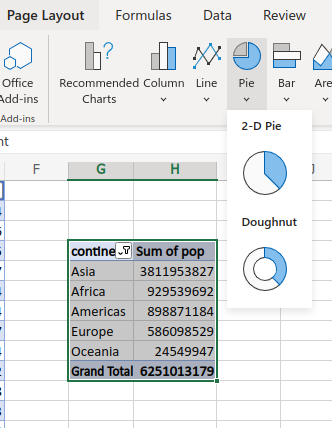 Page Layout Formulas Data Review
Office Recommended Column Line Pie Bar Are
Add-ins Charts
Add-ins
nt
F G H J
2-D Pie
Doughnut
contine Sum of pop
Asia 3811953827
Africa 929539692
Americas 898871184
Europe 586098529
Oceania 24549947
Grand Total 6251013179